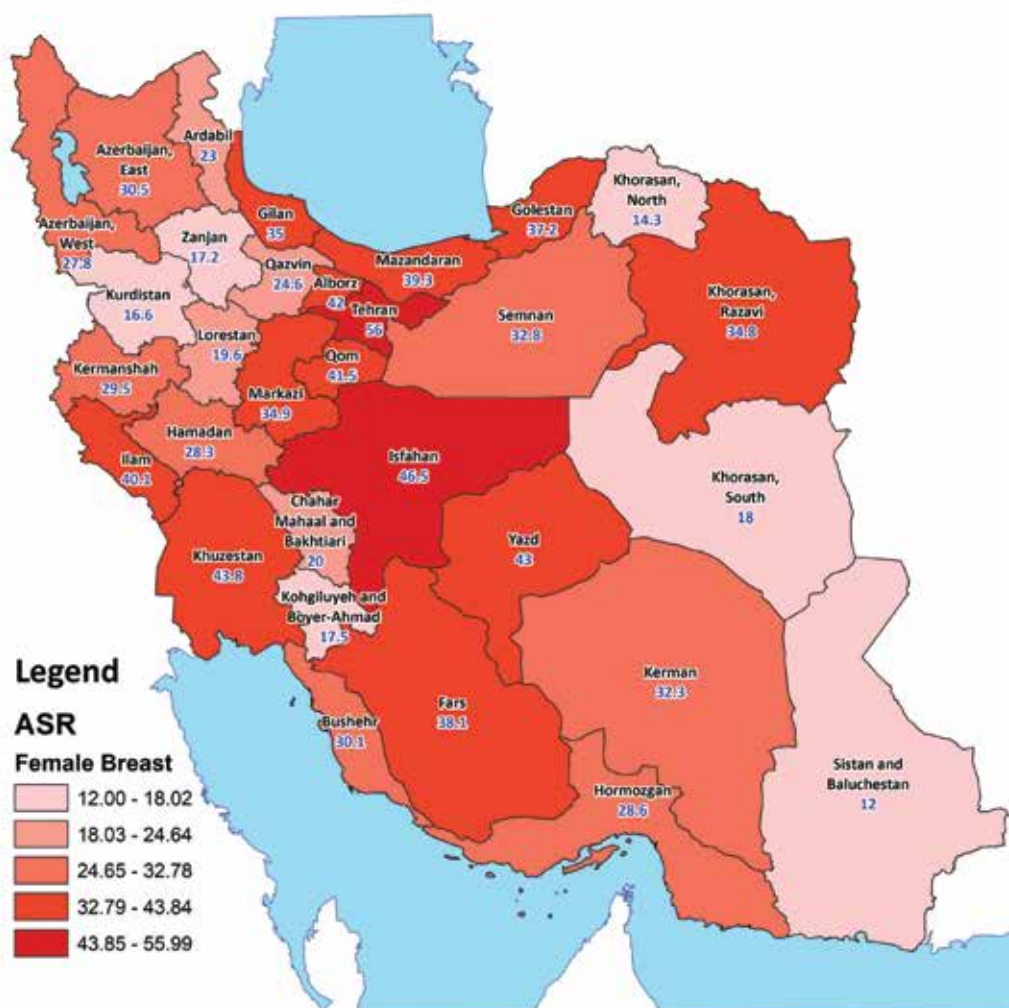 Ardabil
23
Azerbaijan,
East
30.5
Khorasan,
North
14.3
Golestan
37.2
Gilan
35
Azerbaijan,
West
27.8
Zanjan
17.2
Mazandaran
39.3
Qazvin
24.6
Alborz
42
Tehran
56
Khorasan,
Razavi
34.8
Kurdistan
16.6
Semnan
32.8
Lorestan
19.6
Kermanshah
29.5
Qom
41.5
Markazi
34.9
Hamadan
28.3
Ilam
40.1
Isfahan
46.5
Khorasan,
South
18
Chahar
Mahaal and
Bakhtiari
20
Khuzestan
43.8
Yazd
43
Kohgiluyeh and
Boyer-Ahmad
17.5
Kerman
32.3
Fars
38.1
Bushehr
30.1
Hormozgan
28.6
Sistan and
Baluchestan
12
Legend
ASR
Female Breast
12.00 - 18.02
18.03 - 24.64
24.65 - 32.78
32.79 - 43.84
43.85 - 55.99